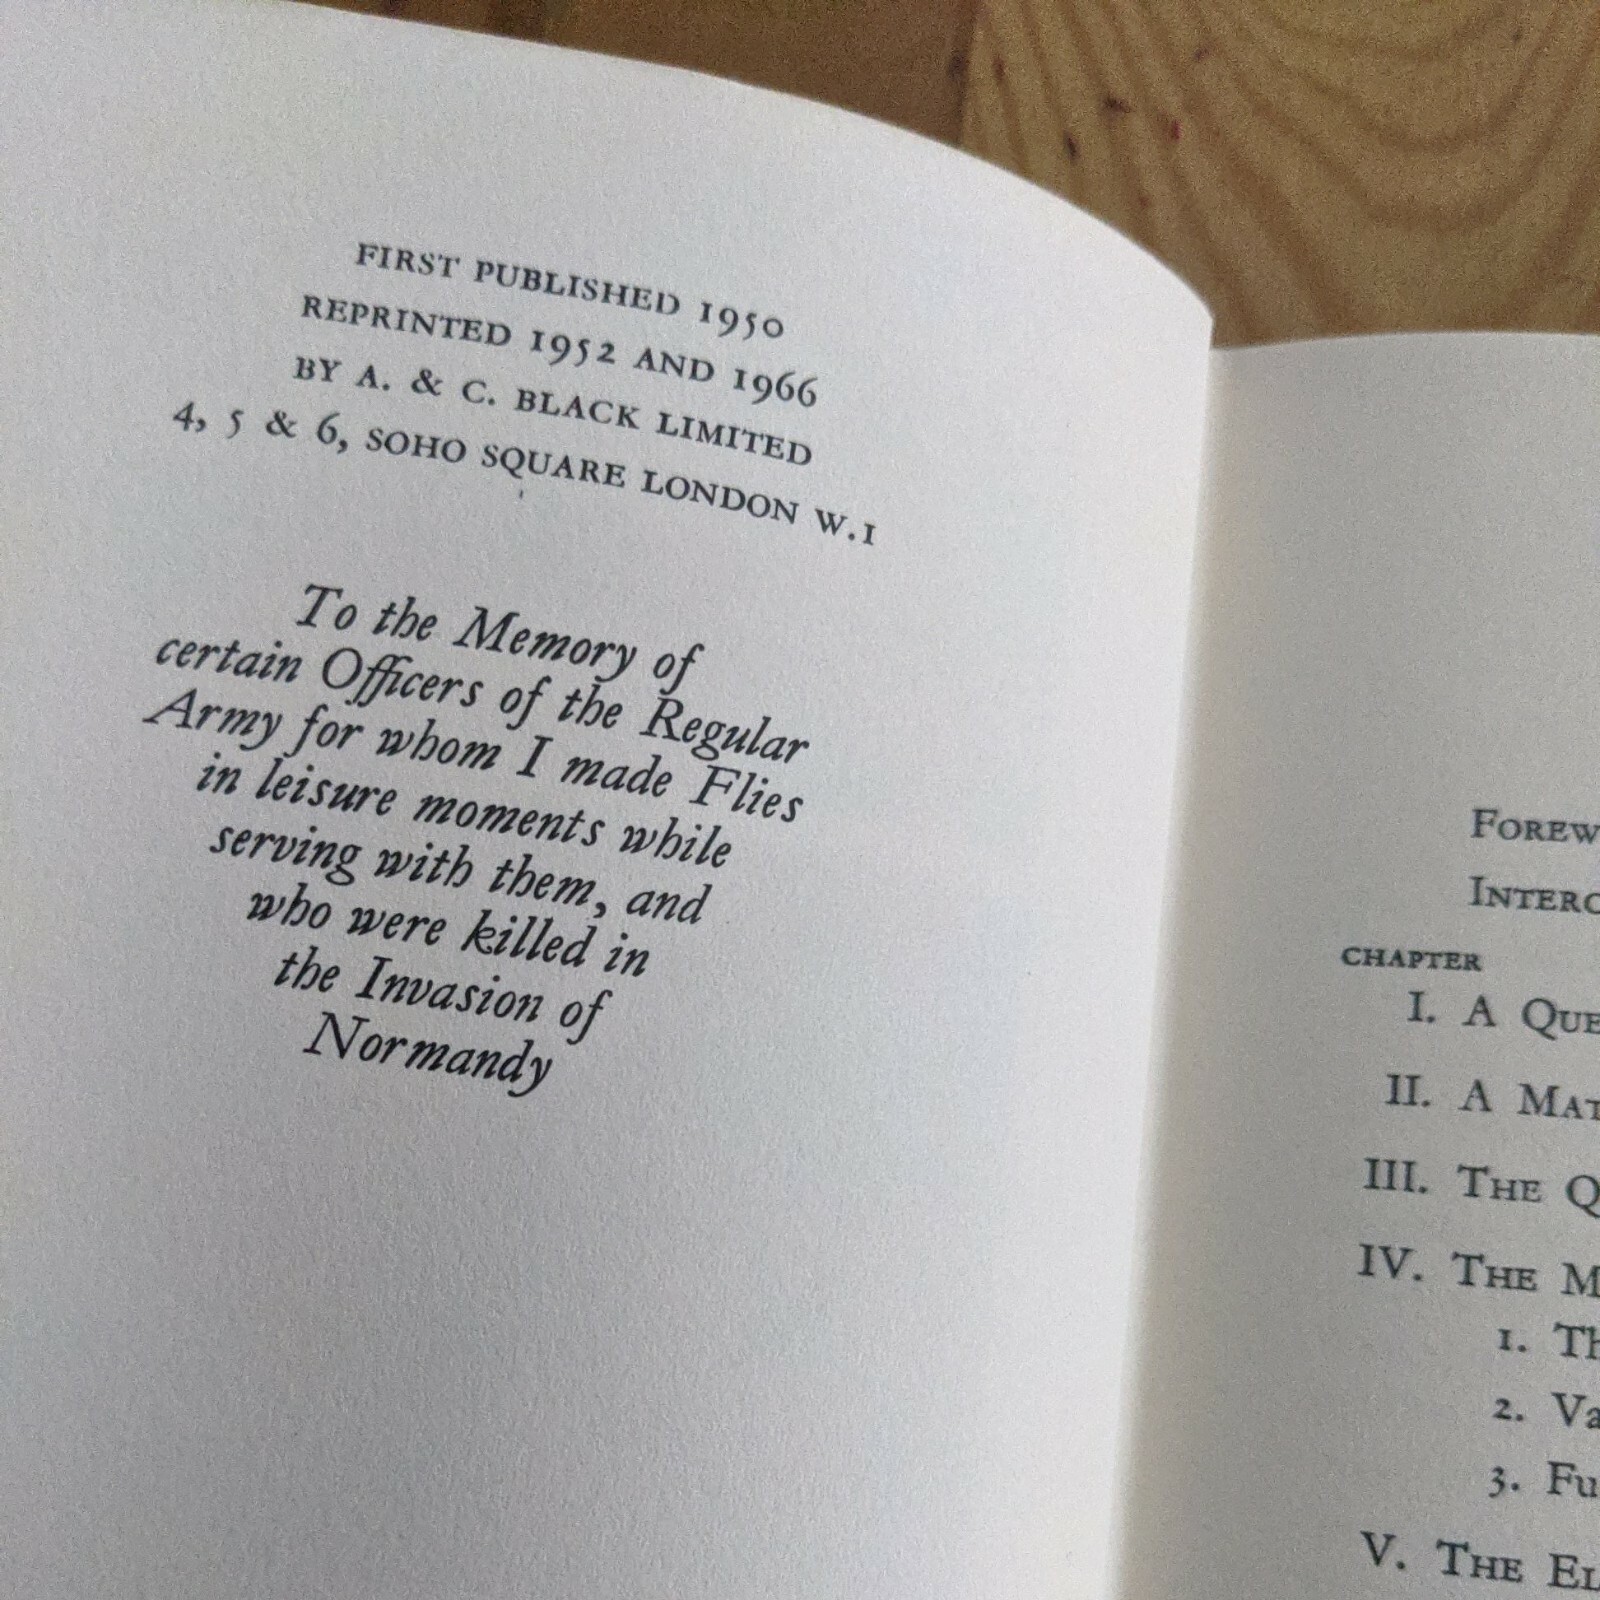 FIRST PUBLISHED 1950
REPRINTED 1952 AND 1966
BY A. & C. BLACK LIMITED
4, 5 & 6, SOHO SQUARE LONDON W.1
To the Memory of
certain Officers of the Regular
Army for whom I made Flies
in leisure moments while
serving with them, and
who were killed in
the Invasion of
Normandy
CHAPTER
I. A
II. A
III. THE
IV. THE
1.
2.
3.
V. THE